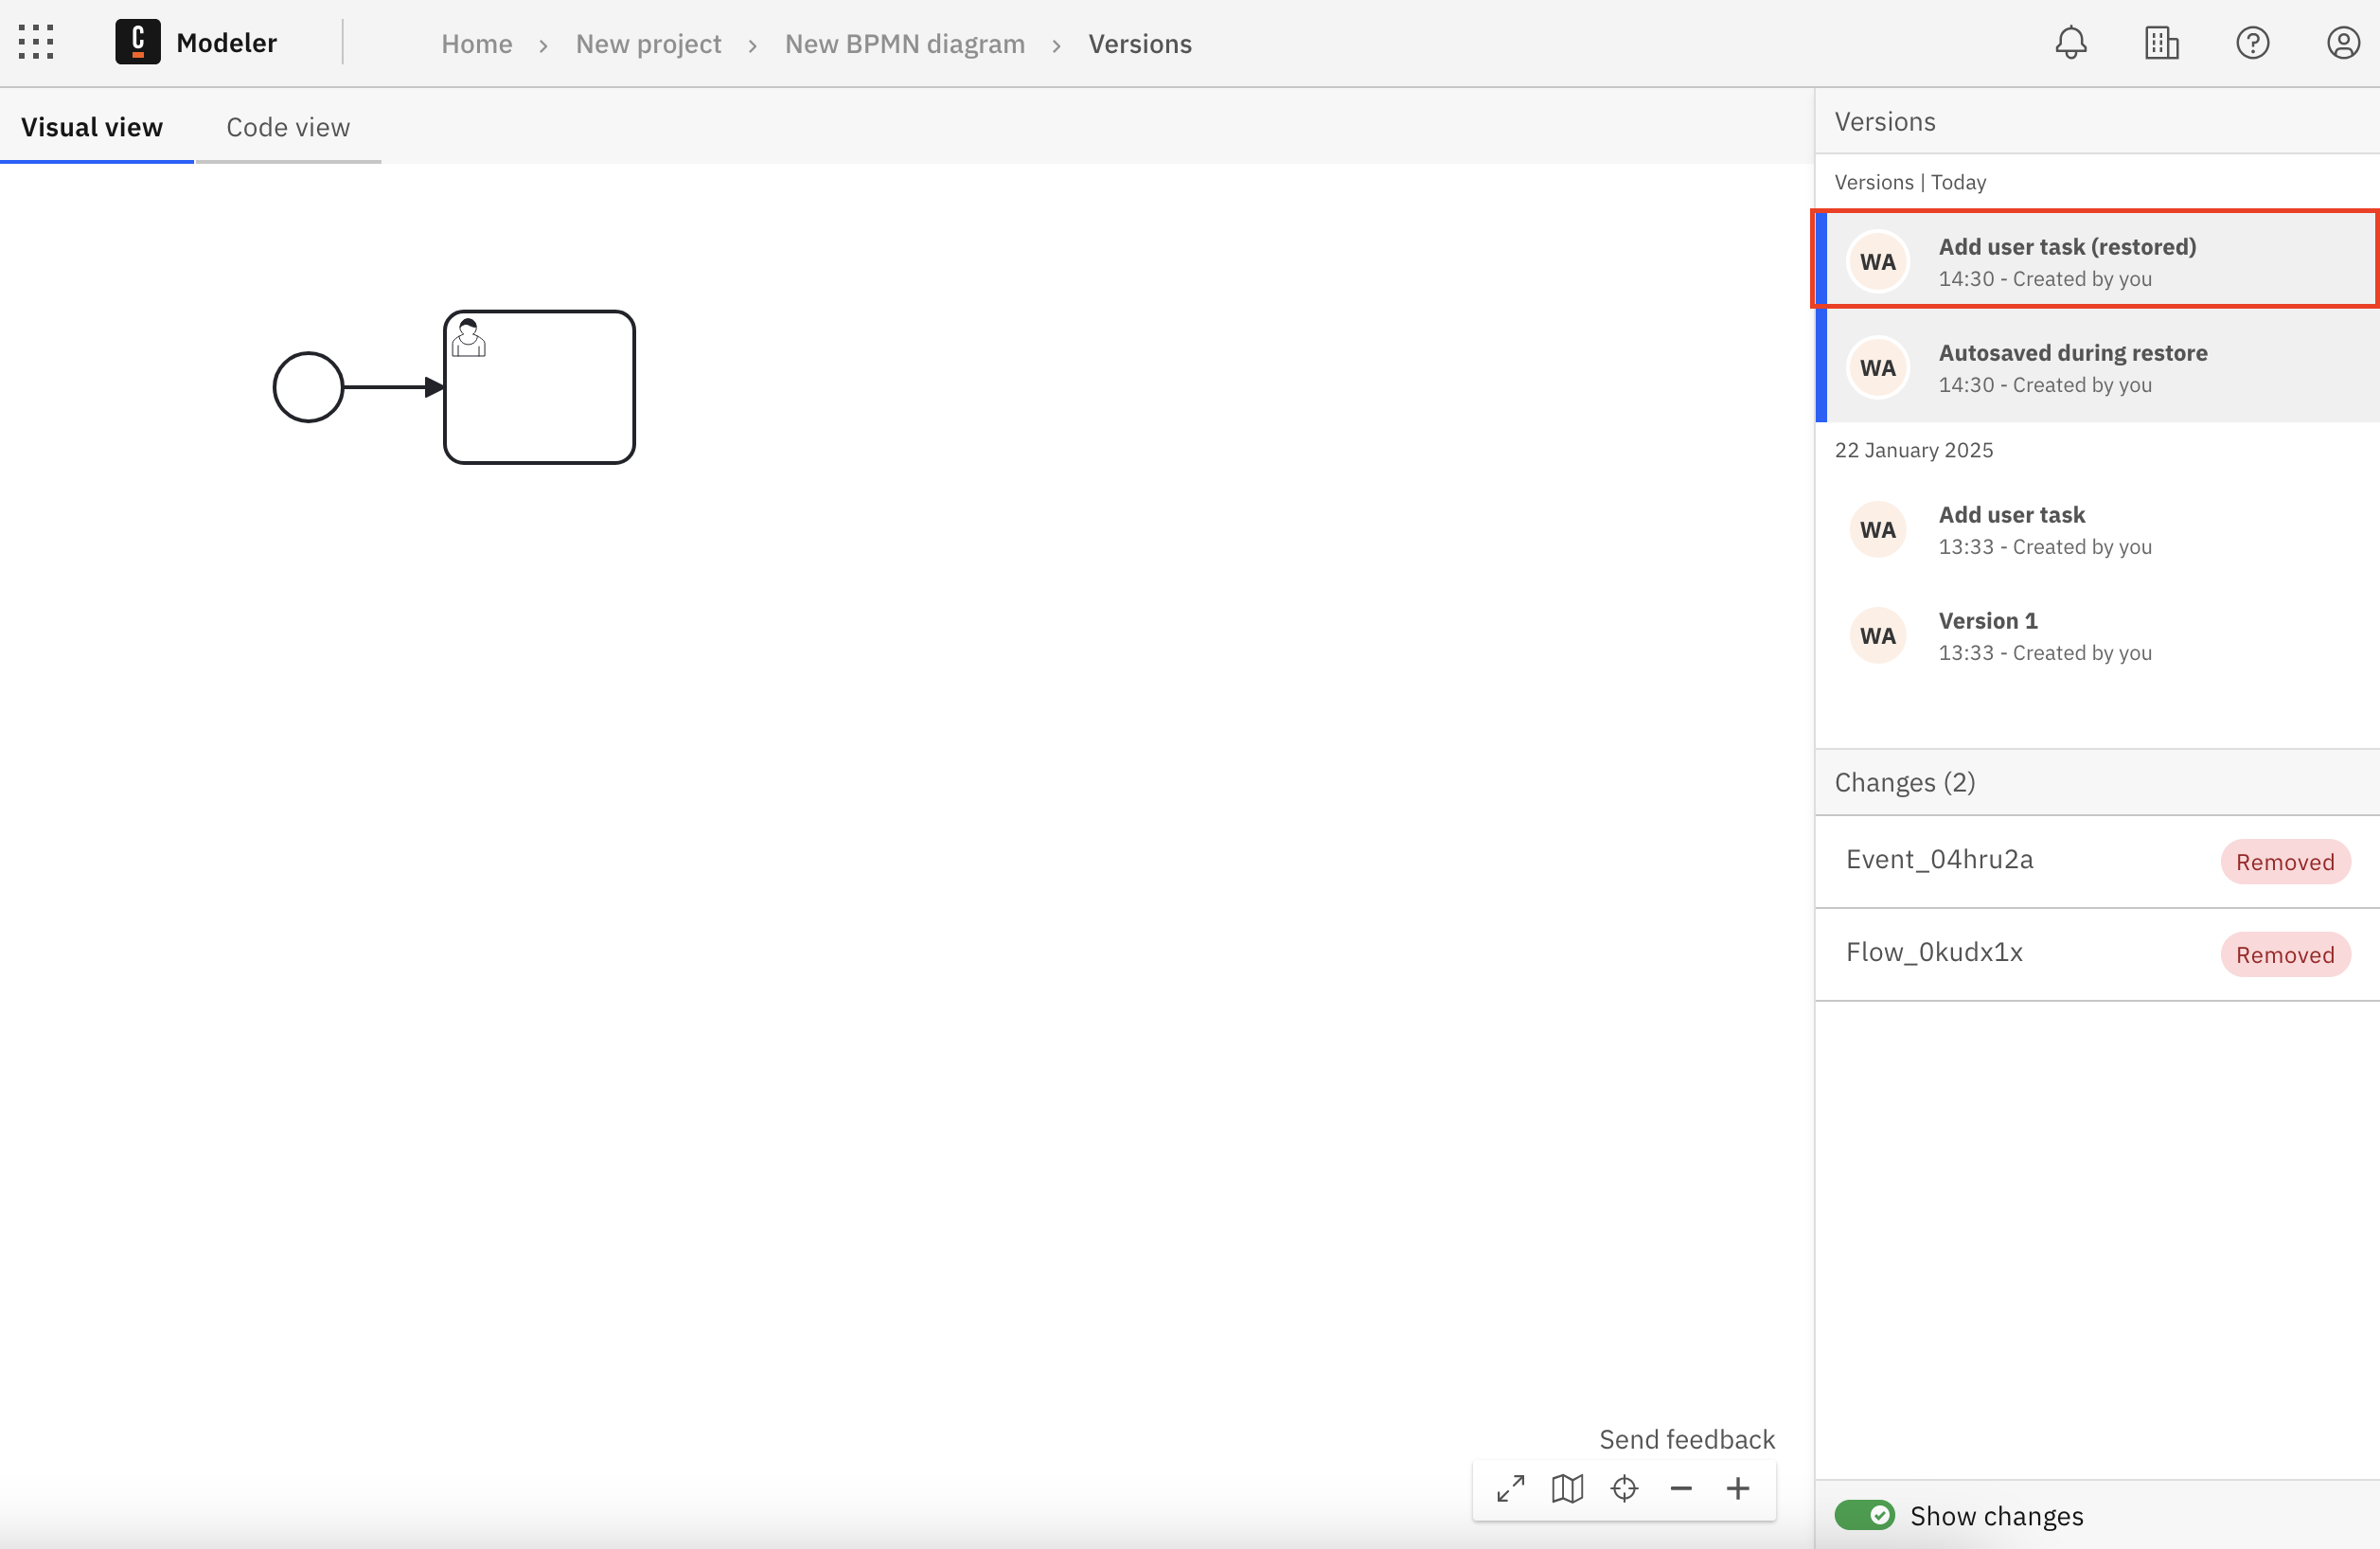 C Modeler Home › New project › New BPMN diagram › Versions
Visual view Code view
Versions
Versions | Today
WA Add user task (restored)
14:30 - Created by you
WA Autosaved during restore
14:30 - Created by you
22 January 2025
WA Add user task
13:33 - Created by you
WA Version 1
13:33 - Created by you
Changes (2)
Event_04hru2a Removed
Flow_0kudx1x Removed
Send feedback
Show changes